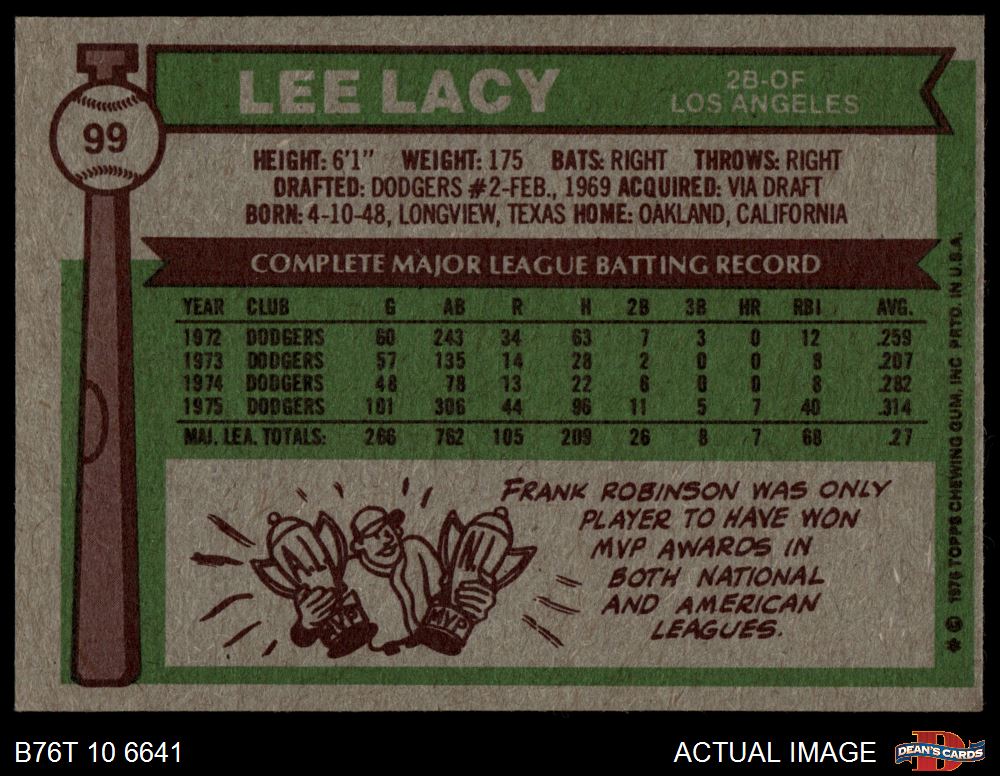 LEE LACY
2B-OF
LOS ANGELES
99
HEIGHT: 6'1" WEIGHT: 175 BATS: RIGHT THROWS: RIGHT
DRAFTED: DODGERS #2-FEB., 1969 ACQUIRED: VIA DRAFT
BORN: 4-10-48, LONGVIEW, TEXAS HOME: OAKLAND, CALIFORNIA
COMPLETE MAJOR LEAGUE BATTING RECORD
YEAR CLUB G AB R H 2B 3B HR RBI AVG.
1972 DODGERS 60 243 34 63 7 3 0 12 .259
1973 DODGERS 57 135 14 28 2 0 0 8 .207
1974 DODGERS 48 78 13 22 6 0 0 8 .282
1975 DODGERS 101 306 44 96 11 5 7 40 .314
MAJ. LEA. TOTALS: 266 762 105 209 26 8 7 68 .27
FRANK ROBINSON WAS ONLY
PLAYER TO HAVE WON
MVP AWARDS IN
BOTH NATIONAL
AND AMERICAN
LEAGUES.
A.L.
MVP
N.L.
MVP
* © 1976 TOPPS CHEWING GUM, INC. PRTD. IN U.S.A.
B76T 10 6641
ACTUAL IMAGE
DEAN'S CARDS